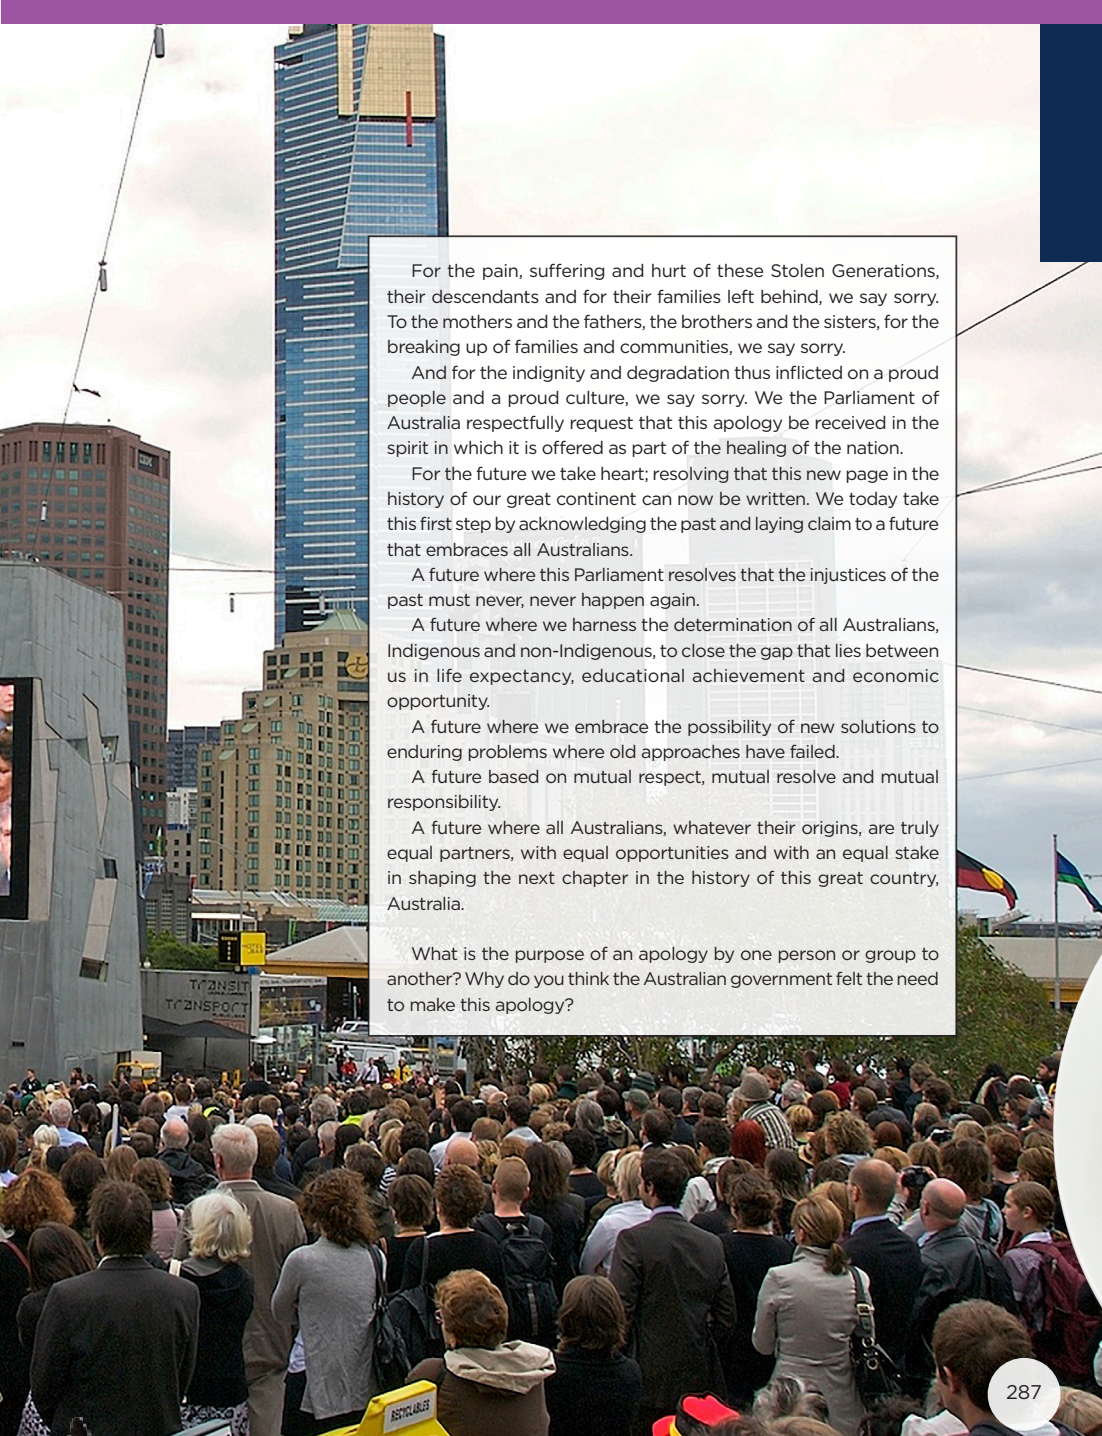 IBM
For the pain, suffering and hurt of these Stolen Generations,
their descendants and for their families left behind, we say sorry.
To the mothers and the fathers, the brothers and the sisters, for the
breaking up of families and communities, we say sorry.
And for the indignity and degradation thus inflicted on a proud
people and a proud culture, we say sorry. We the Parliament of
Australia respectfully request that this apology be received in the
spirit in which it is offered as part of the healing of the nation.
For the future we take heart; resolving that this new page in the
history of our great continent can now be written. We today take
this first step by acknowledging the past and laying claim to a future
that embraces all Australians.
A future where this Parliament resolves that the injustices of the
past must never, never happen again.
A future where we harness the determination of all Australians,
Indigenous and non-Indigenous, to close the gap that lies between
us in life expectancy, educational achievement and economic
opportunity.
A future where we embrace the possibility of new solutions to
enduring problems where old approaches have failed.
A future based on mutual respect, mutual resolve and mutual
responsibility.
A future where all Australians, whatever their origins, are truly
equal partners, with equal opportunities and with an equal stake
in shaping the next chapter in the history of this great country,
Australia.
What is the purpose of an apology by one person or group to
another? Why do you think the Australian government felt the need
to make this apology?
HOTEL
BAR
TRANSIT
TRANSPORT
RECYCLABLES
287